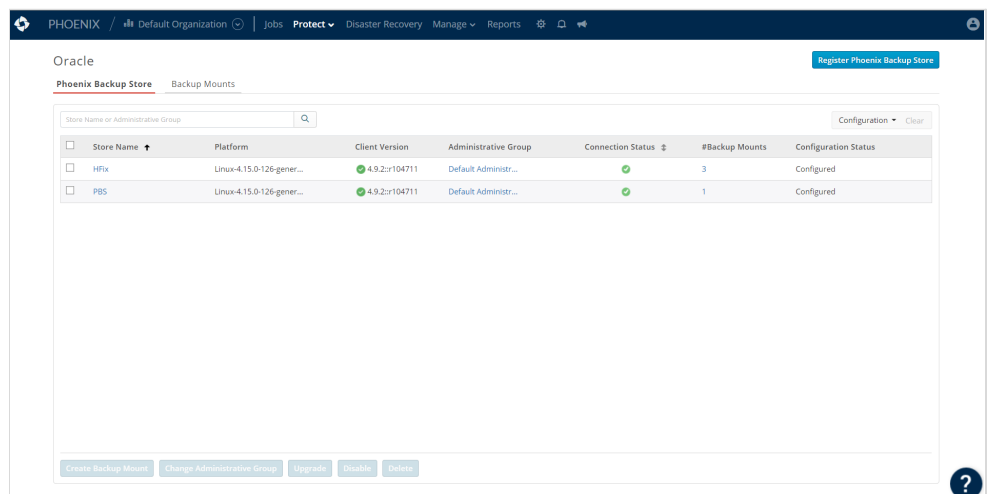 PHOENIX / Default Organization | Jobs Protect Disaster Recovery Manage Reports
Oracle
Register Phoenix Backup Store
Phoenix Backup Store Backup Mounts
Store Name or Administrative Group
Configuration Clear
Store Name Platform Client Version Administrative Group Connection Status #Backup Mounts Configuration Status
HFix Linux-4.15.0-126-gener... 4.9.2::r104711 Default Administr... 3 Configured
PBS Linux-4.15.0-126-gener... 4.9.2::r104711 Default Administr... 1 Configured
Create Backup Mount Change Administrative Group Upgrade Disable Delete
?